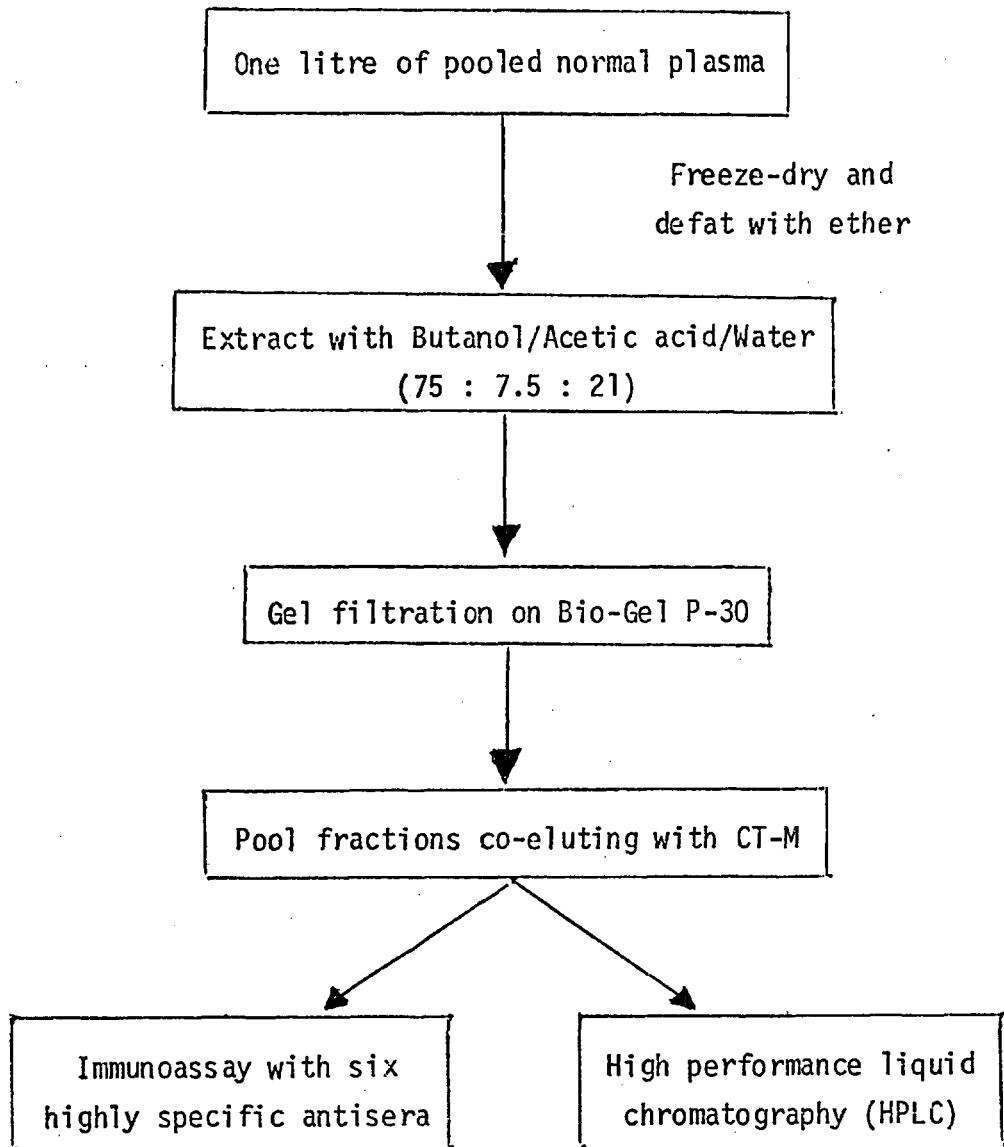 One litre of pooled normal plasma
Freeze-dry and
defat with ether
Extract with Butanol/Acetic acid/Water
(75 : 7.5 : 21)
Gel filtration on Bio-Gel P-30
Pool fractions co-eluting with CT-M
Immunoassay with six
highly specific antisera
High performance liquid
chromatography (HPLC)